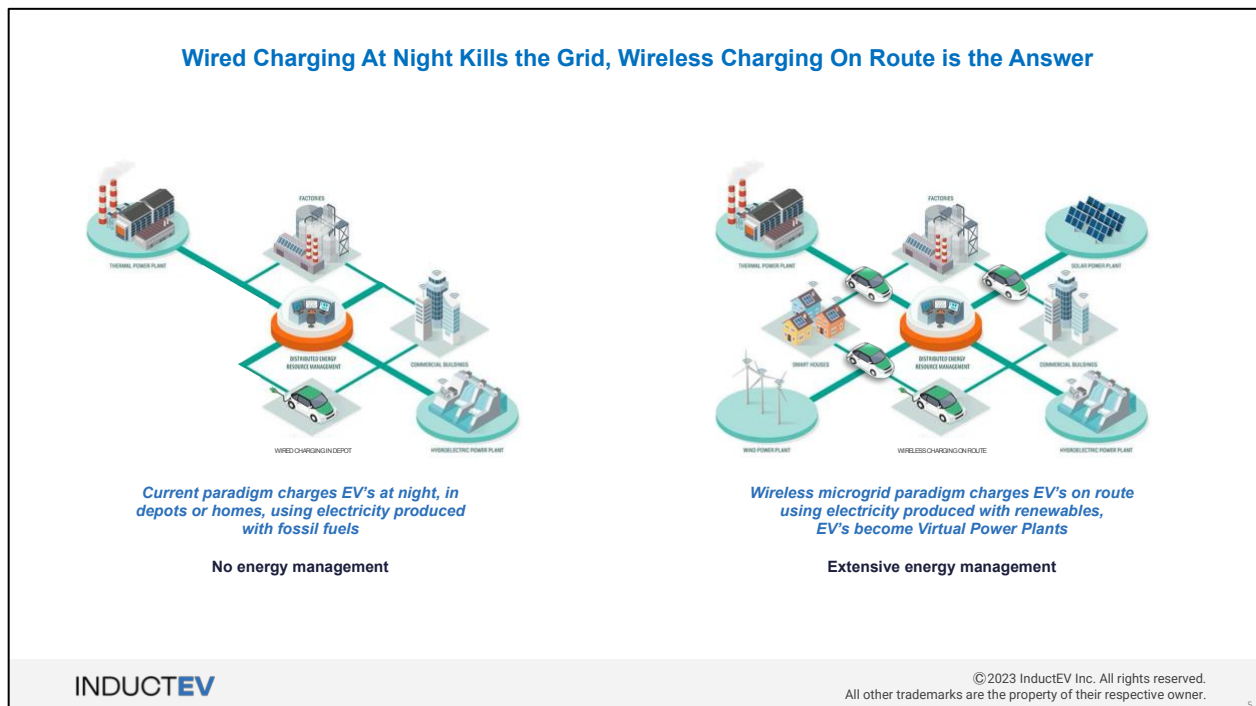 Wired Charging At Night Kills the Grid, Wireless Charging On Route is the Answer
FACTORIES
THERMAL POWER PLANT
DISTRIBUTED ENERGY
RESOURCE MANAGEMENT
COMMERCIAL BUILDINGS
WIRED CHARGING IN DEPOT
HYDROELECTRIC POWER PLANT
Current paradigm charges EV's at night, in
depots or homes, using electricity produced
with fossil fuels
No energy management
FACTORIES
THERMAL POWER PLANT
SOLAR POWER PLANT
SMART HOUSES
DISTRIBUTED ENERGY
RESOURCE MANAGEMENT
COMMERCIAL BUILDINGS
WIND POWER PLANT
WIRELESS CHARGING ON ROUTE
HYDROELECTRIC POWER PLANT
Wireless microgrid paradigm charges EV's on route
using electricity produced with renewables,
EV's become Virtual Power Plants
Extensive energy management
INDUCTEV
©2023 InductEV Inc. All rights reserved.
All other trademarks are the property of their respective owner.
5